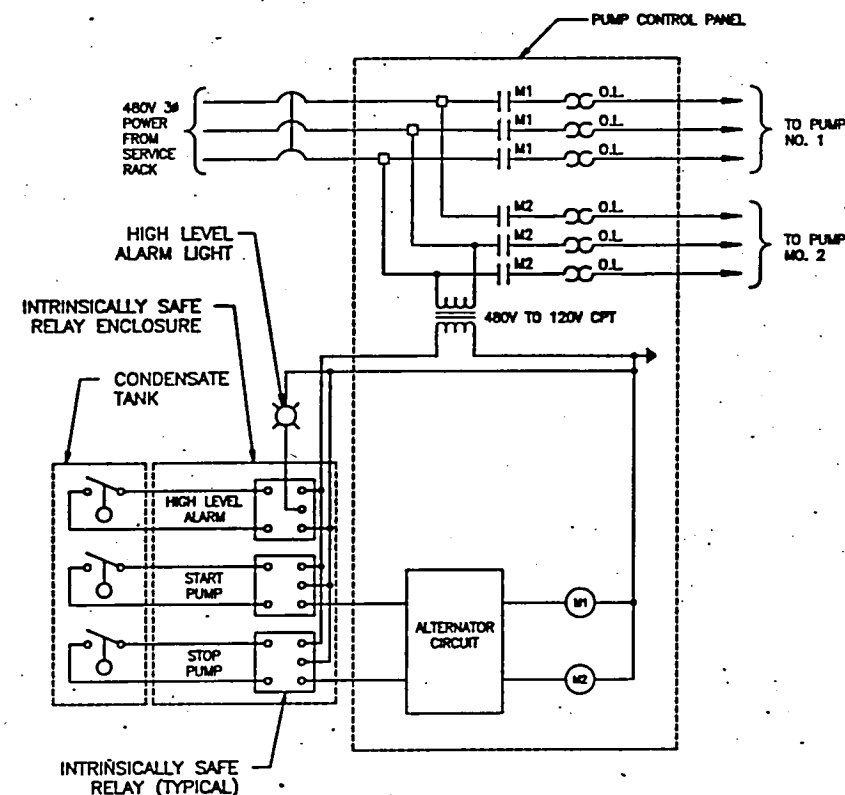 PUMP CONTROL PANEL
480V 3ø
POWER
FROM
SERVICE
RACK
M1
O.L.
M1
O.L.
M1
O.L.
TO PUMP
NO. 1
M2
O.L.
M2
O.L.
M2
O.L.
TO PUMP
MO. 2
HIGH LEVEL
ALARM LIGHT
480V TO 120V CPT
INTRINSICALLY SAFE
RELAY ENCLOSURE
CONDENSATE
TANK
HIGH LEVEL
ALARM
START
PUMP
STOP
PUMP
ALTERNATOR
CIRCUIT
M1
M2
INTRINSICALLY SAFE
RELAY (TYPICAL)